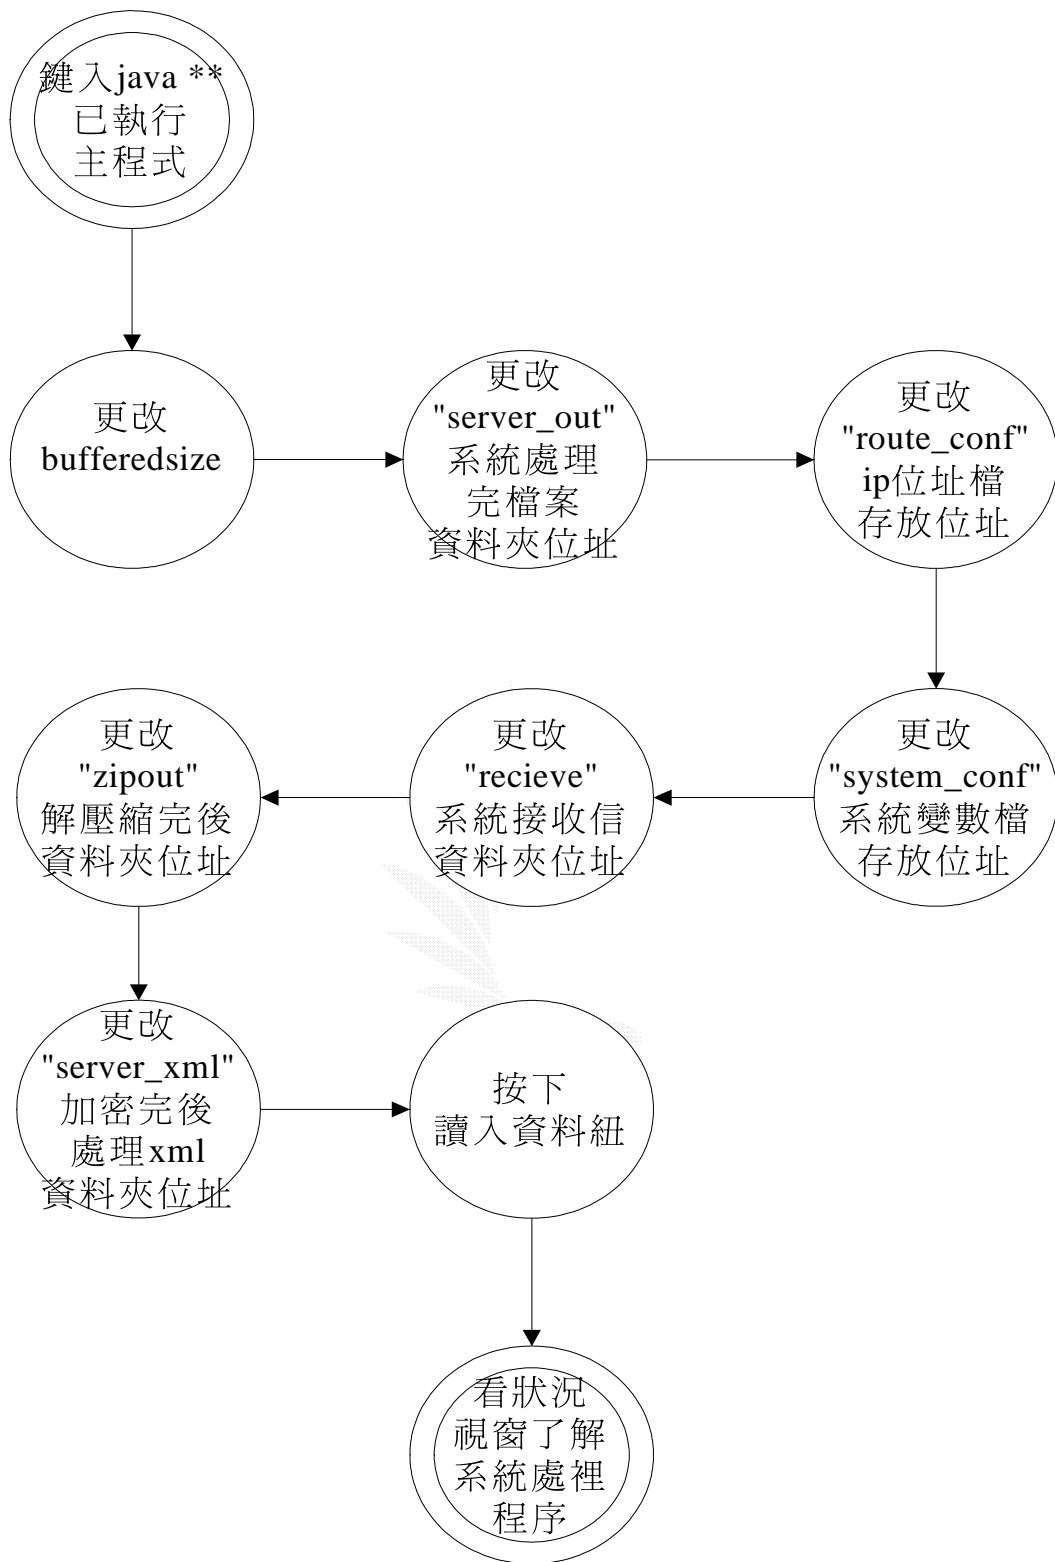 鍵入java **
已執行
主程式
更改
bufferedsize
更改
"server_out"
系統處理
完檔案
資料夾位址
更改
"route_conf"
ip位址檔
存放位址
更改
"system_conf"
系統變數檔
存放位址
更改
"recieve"
系統接收信
資料夾位址
更改
"zipout"
解壓縮完後
資料夾位址
更改
"server_xml"
加密完後
處理xml
資料夾位址
按下
讀入資料紐
看狀況
視窗了解
系統處裡
程序